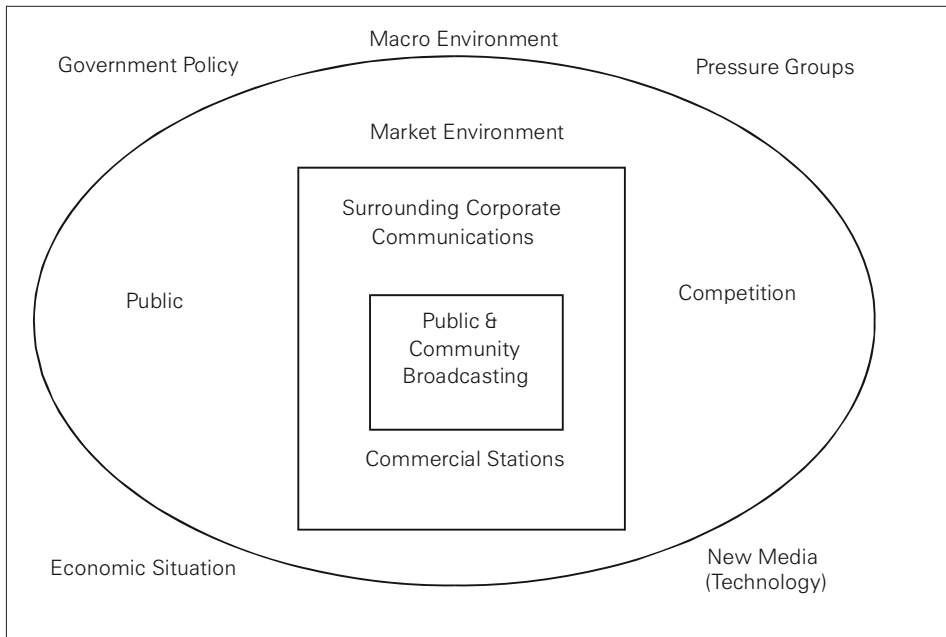 Macro Environment
Government Policy
Pressure Groups
Market Environment
Surrounding Corporate
Communications
Public
Competition
Public &
Community
Broadcasting
Commercial Stations
Economic Situation
New Media
(Technology)